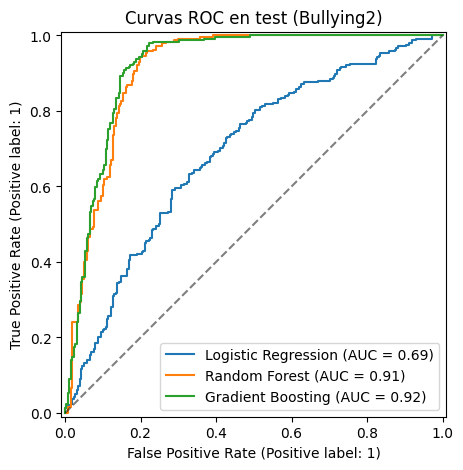 Curvas ROC en test (Bullying2)
1.0
0.8
0.6
0.4
0.2
0.0
True Positive Rate (Positive label: 1)
Logistic Regression (AUC = 0.69)
Random Forest (AUC = 0.91)
Gradient Boosting (AUC = 0.92)
0.0 0.2 0.4 0.6 0.8 1.0
False Positive Rate (Positive label: 1)